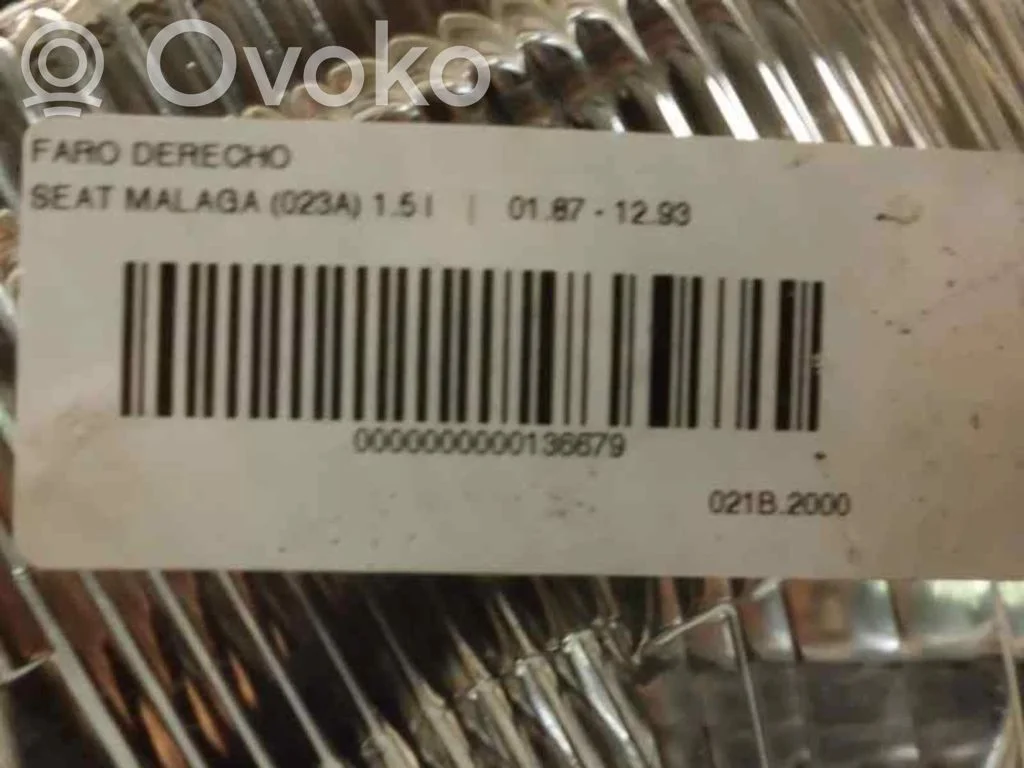 Ovoko
FARO DERECHO
SEAT MALAGA (023A) 1.5 I | 01.87 - 12.93
0000000000136679
021B.2000